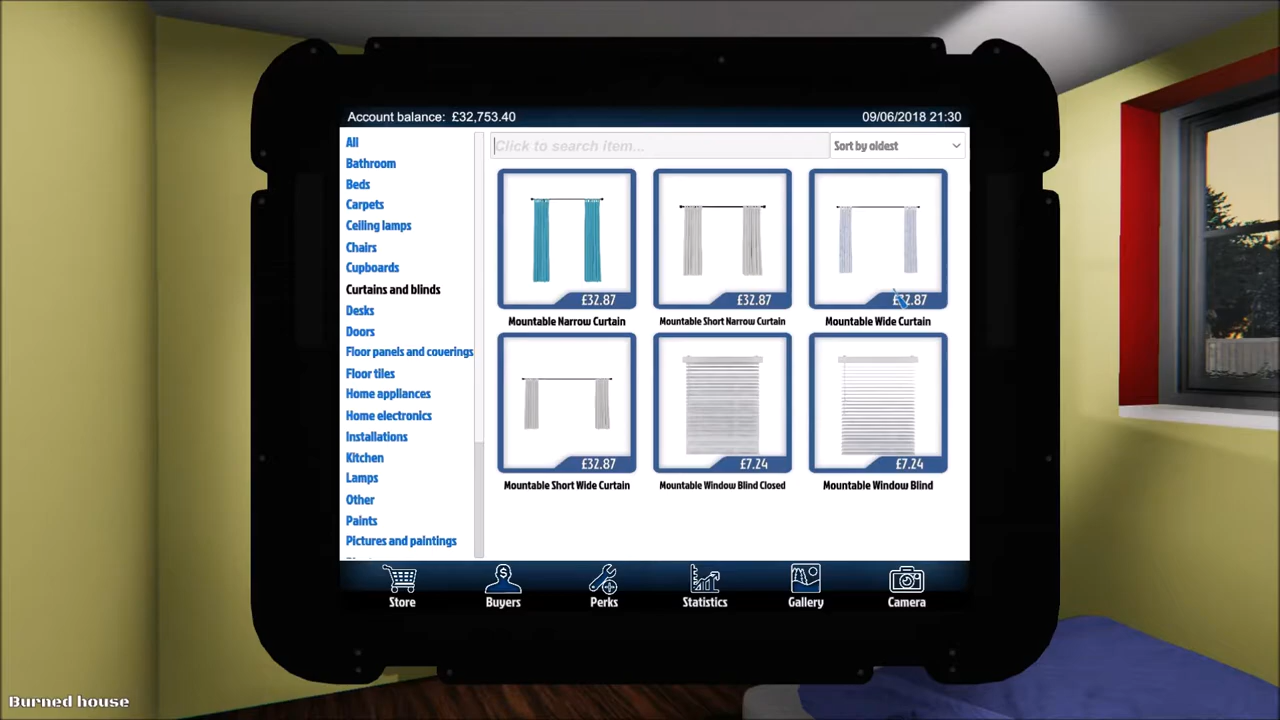 Account balance: £32,753.40
09/06/2018 21:30
All
Bathroom
Beds
Carpets
Ceiling lamps
Chairs
Cupboards
Curtains and blinds
Desks
Doors
Floor panels and coverings
Floor tiles
Home appliances
Home electronics
Installations
Kitchen
Lamps
Other
Paints
Pictures and paintings
Click to search item...
Sort by oldest
£32.87
£32.87
£32.87
Mountable Narrow Curtain
Mountable Short Narrow Curtain
Mountable Wide Curtain
£32.87
£7.24
£7.24
Mountable Short Wide Curtain
Mountable Window Blind Closed
Mountable Window Blind
Store
Buyers
Perks
Statistics
Gallery
Camera
Burned house